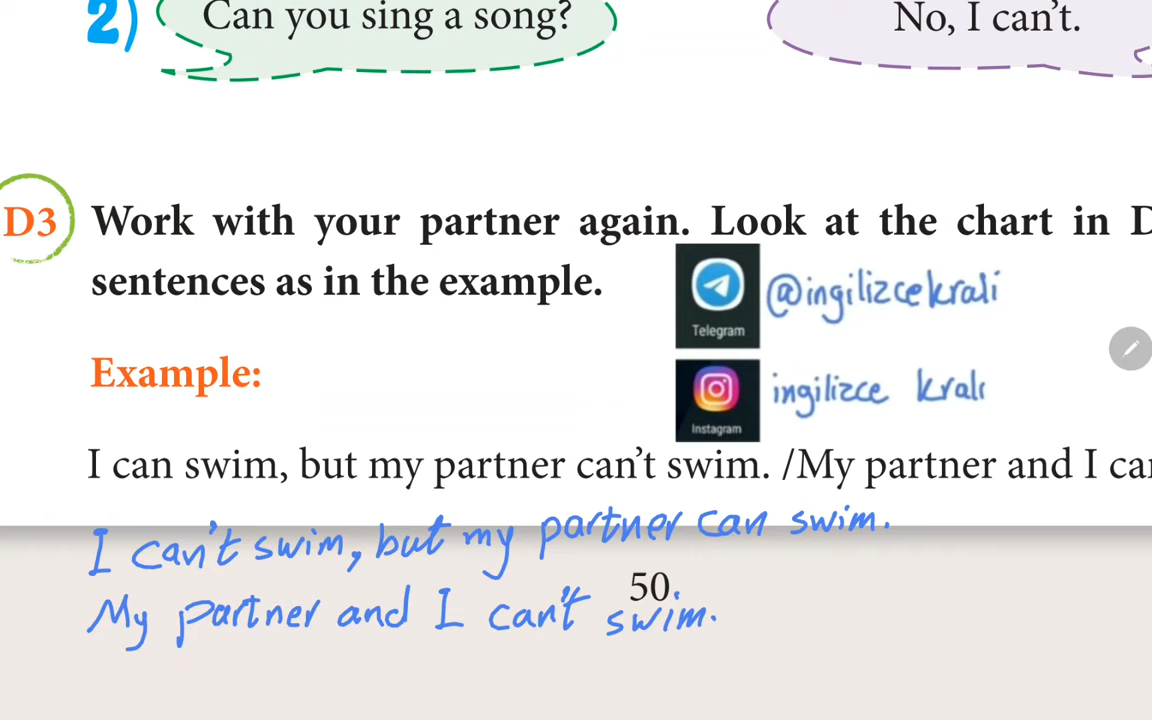 2) Can you sing a song? No, I can't.
D3 Work with your partner again. Look at the chart in D
sentences as in the example.
Telegram @ingilizcekrali
Example:
Instagram ingilizce kralı
I can swim, but my partner can't swim. /My partner and I can
I can't swim, but my partner can swim.
50
My partner and I can't swim.